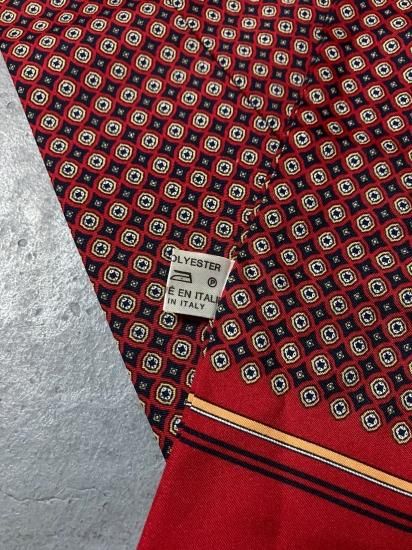 OLYESTER
P
É EN ITALI
IN ITALY